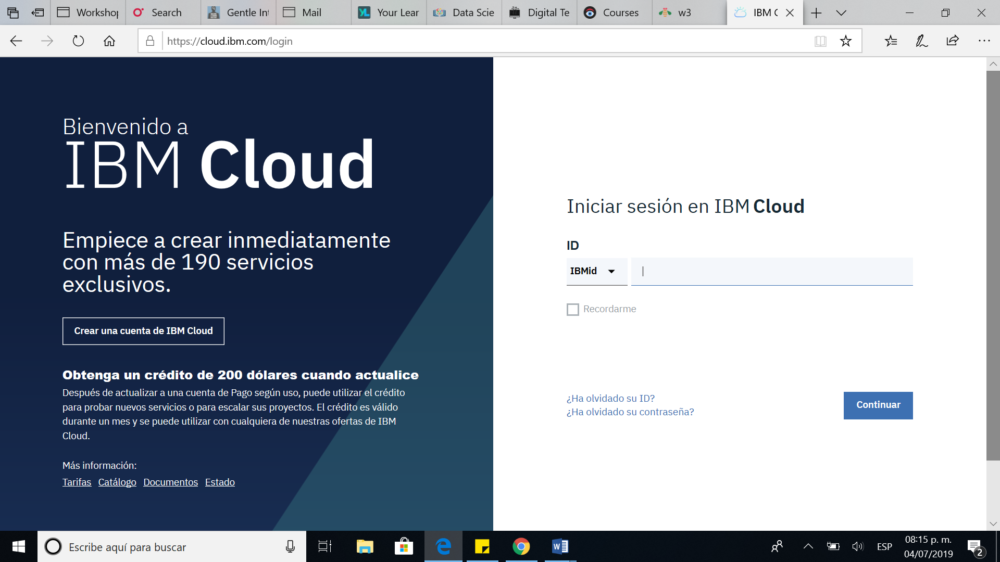 Workshop
Search
Gentle Int
Mail
Your Lear
Data Scie
Digital Te
Courses
w3
IBM C
https://cloud.ibm.com/login
Bienvenido a
IBM Cloud
Empiece a crear inmediatamente
con más de 190 servicios
exclusivos.
Crear una cuenta de IBM Cloud
Obtenga un crédito de 200 dólares cuando actualice
Después de actualizar a una cuenta de Pago según uso, puede utilizar el crédito
para probar nuevos servicios o para escalar sus proyectos. El crédito es válido
durante un mes y se puede utilizar con cualquiera de nuestras ofertas de IBM
Cloud.
Más información:
Tarifas Catálogo Documentos Estado
Iniciar sesión en IBM Cloud
ID
IBMid
Recordarme
¿Ha olvidado su ID?
¿Ha olvidado su contraseña?
Continuar
Escribe aquí para buscar
ESP
08:15 p. m.
04/07/2019
2